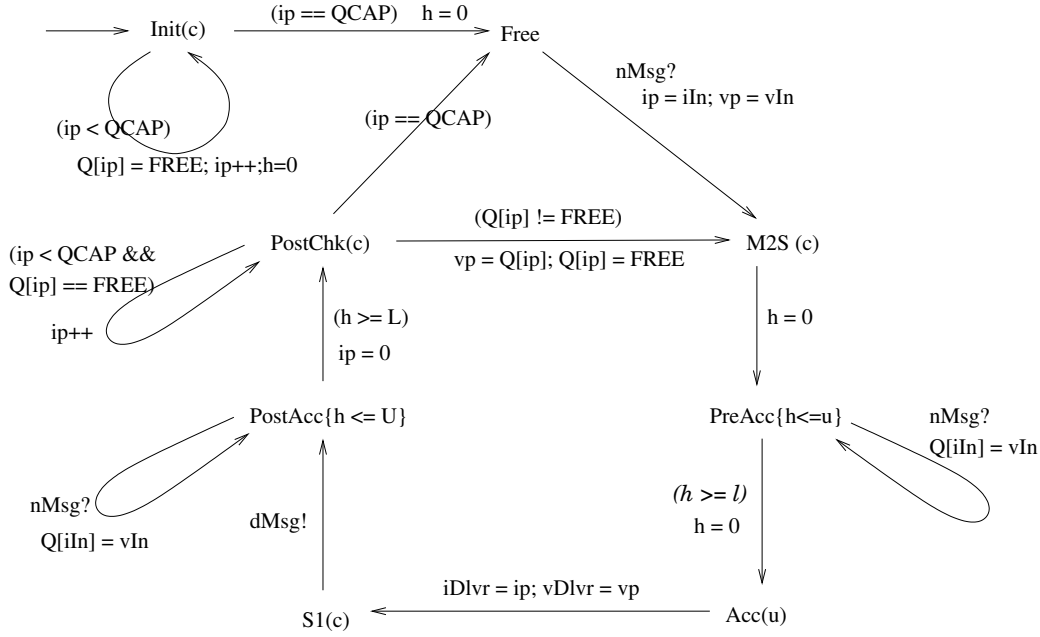 Init(c)
(ip == QCAP) h = 0
Free
nMsg?
ip = iIn; vp = vIn
(ip < QCAP)
Q[ip] = FREE; ip++;h=0
(ip == QCAP)
(ip < QCAP &&
Q[ip] == FREE)
ip++
PostChk(c)
(Q[ip] != FREE)
vp = Q[ip]; Q[ip] = FREE
M2S (c)
(h >= L)
ip = 0
h = 0
PostAcc{h <= U}
PreAcc{h<=u}
nMsg?
Q[iIn] = vIn
nMsg?
Q[iIn] = vIn
dMsg!
(h >= l)
h = 0
iDlvr = ip; vDlvr = vp
S1(c)
Acc(u)